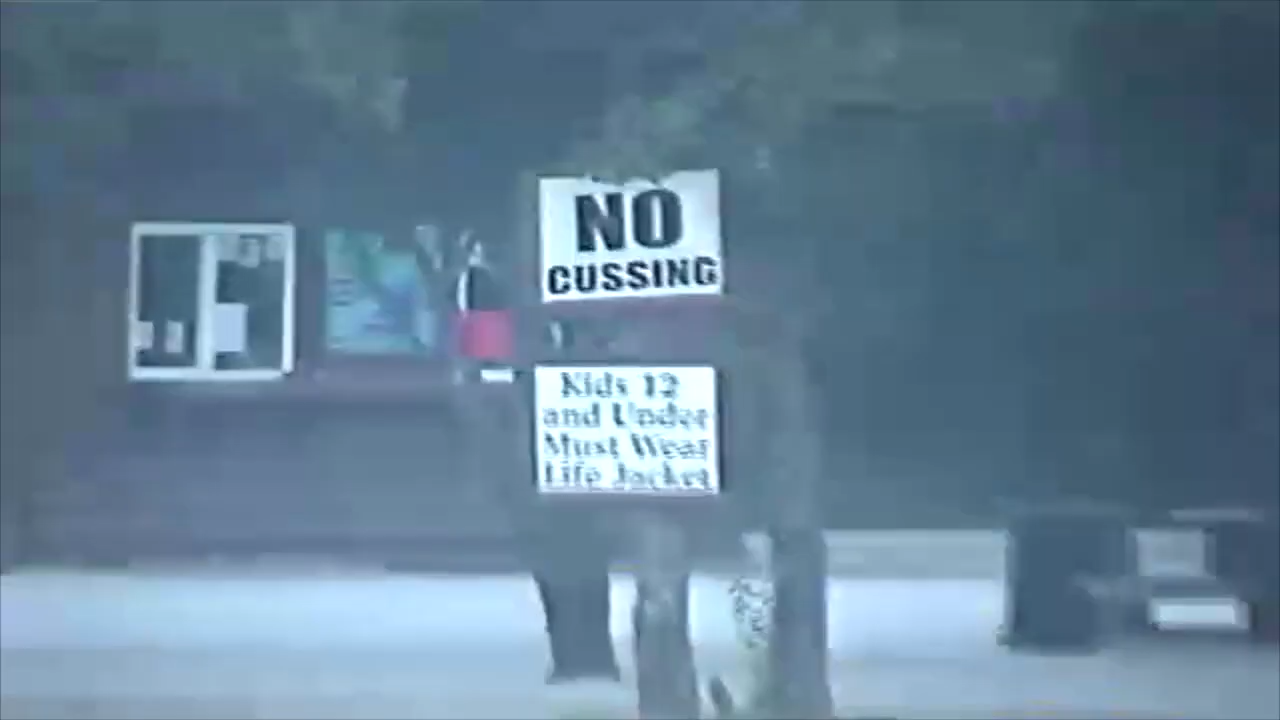 NO
CUSSING
Kids 12
and Under
Must Wear
Life Jacket